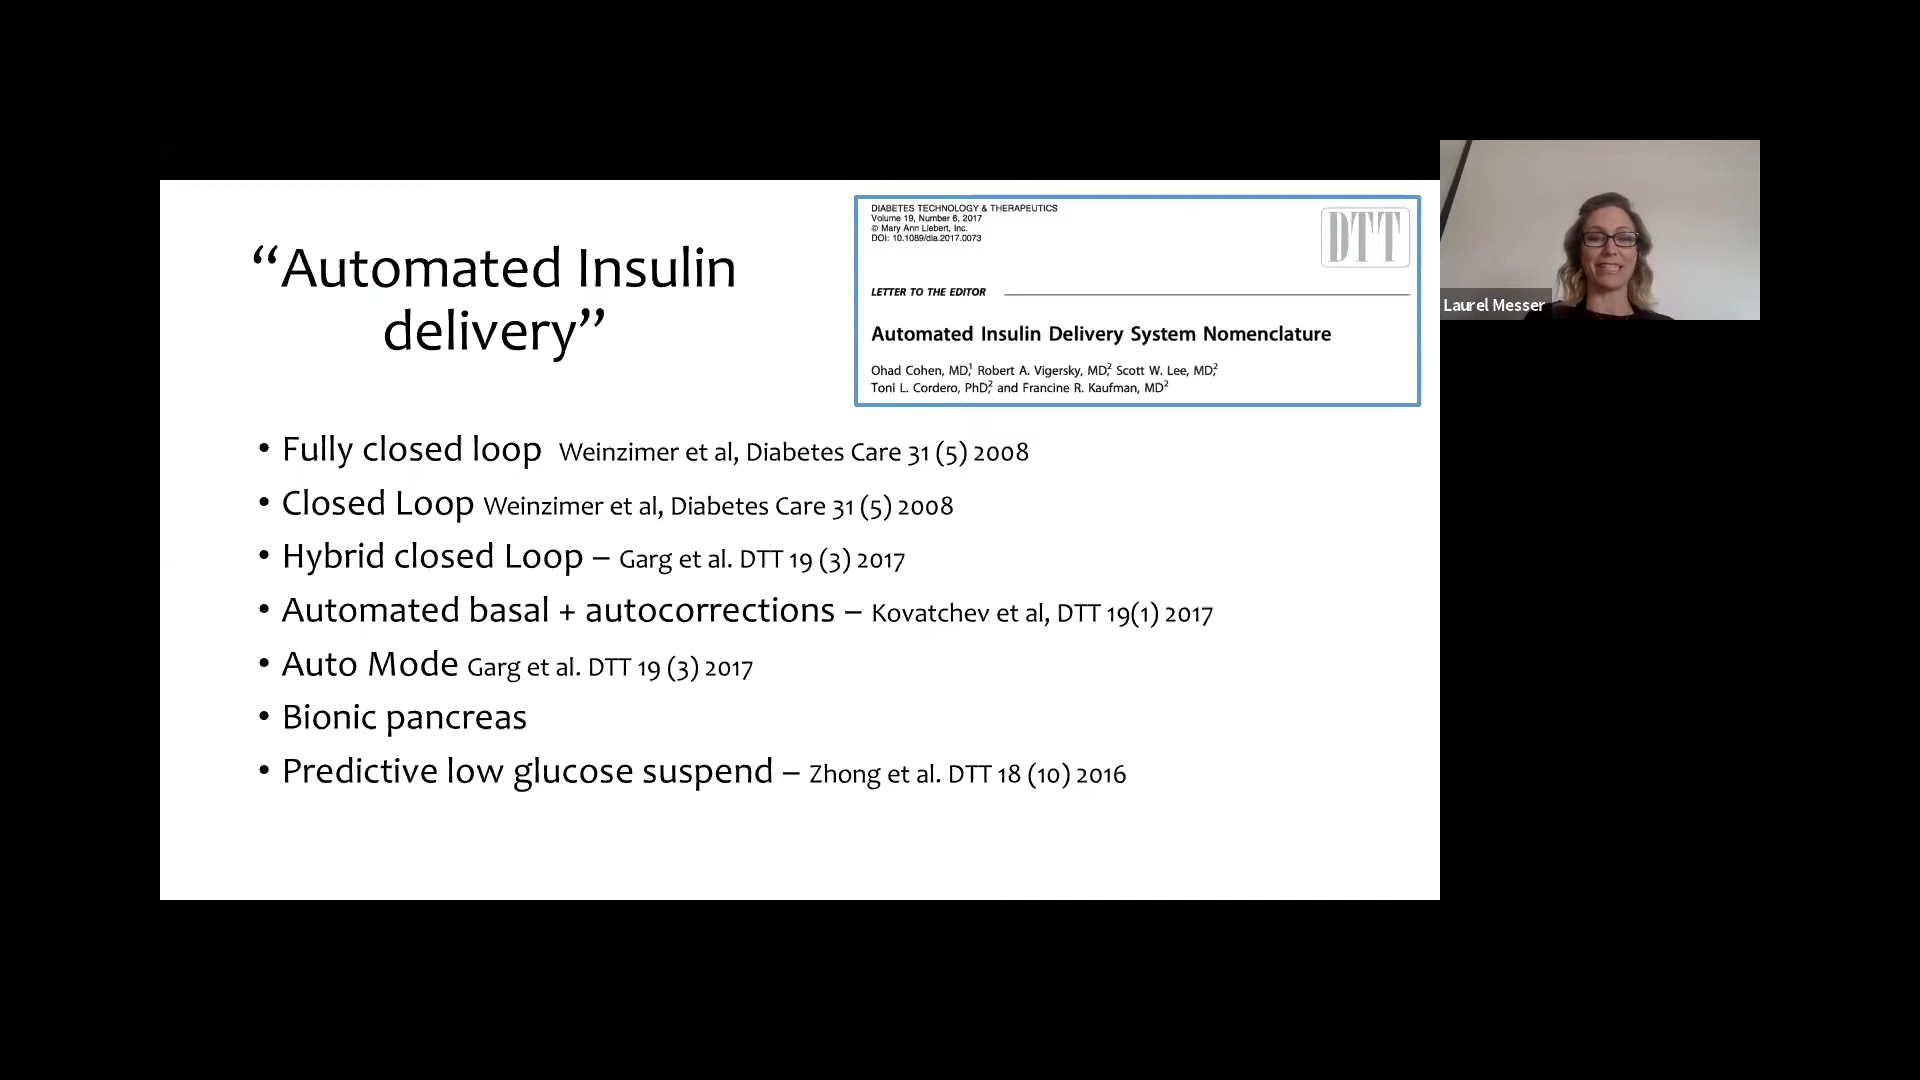 “Automated Insulin
delivery”
DIABETES TECHNOLOGY & THERAPEUTICS
Volume 19, Number 6, 2017
© Mary Ann Liebert, Inc.
DOI: 10.1089/dia.2017.0073
DTT
LETTER TO THE EDITOR
Automated Insulin Delivery System Nomenclature
Ohad Cohen, MD,1 Robert A. Vigersky, MD,2 Scott W. Lee, MD,2
Toni L. Cordero, PhD,2 and Francine R. Kaufman, MD2
• Fully closed loop Weinzimer et al, Diabetes Care 31 (5) 2008
• Closed Loop Weinzimer et al, Diabetes Care 31 (5) 2008
• Hybrid closed Loop – Garg et al. DTT 19 (3) 2017
• Automated basal + autocorrections – Kovatchev et al, DTT 19(1) 2017
• Auto Mode Garg et al. DTT 19 (3) 2017
• Bionic pancreas
• Predictive low glucose suspend – Zhong et al. DTT 18 (10) 2016
Laurel Messer